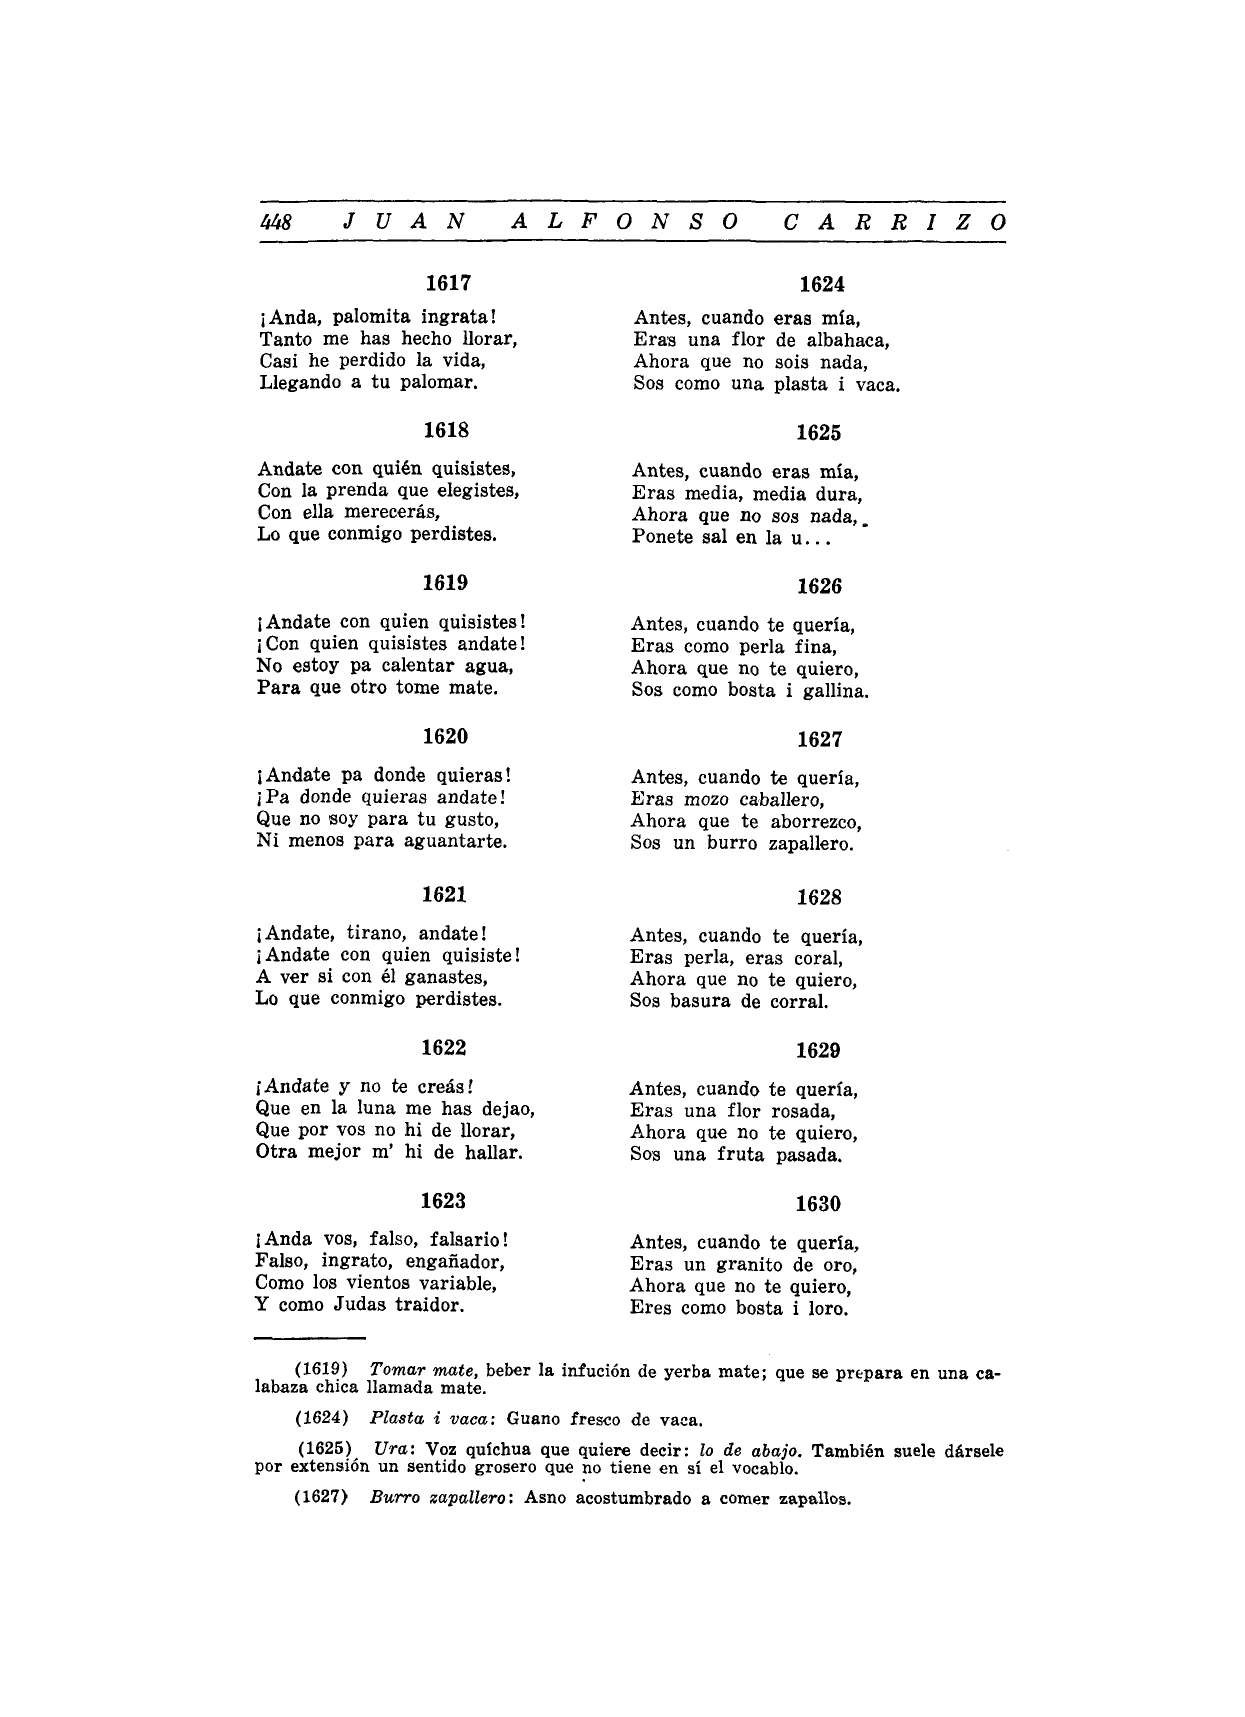 448 JUAN ALFONSO CARRIZO
1617
¡Anda, palomita ingrata!
Tanto me has hecho llorar,
Casi he perdido la vida,
Llegando a tu palomar.
1618
Andate con quién quisistes,
Con la prenda que elegistes,
Con ella merecerás,
Lo que conmigo perdistes.
1619
¡Andate con quien quisistes!
¡Con quien quisistes andate!
No estoy pa calentar agua,
Para que otro tome mate.
1620
¡Andate pa donde quieras!
¡Pa donde quieras andate!
Que no soy para tu gusto,
Ni menos para aguantarte.
1621
¡Andate, tirano, andate!
¡Andate con quien quisiste!
A ver si con él ganastes,
Lo que conmigo perdistes.
1622
¡Andate y no te creás!
Que en la luna me has dejao,
Que por vos no hi de llorar,
Otra mejor m' hi de hallar.
1623
¡Anda vos, falso, falsario!
Falso, ingrato, engañador,
Como los vientos variable,
Y como Judas traidor.
1624
Antes, cuando eras mía,
Eras una flor de albahaca,
Ahora que no sois nada,
Sos como una plasta i vaca.
1625
Antes, cuando eras mía,
Eras media, media dura,
Ahora que no sos nada,
Ponete sal en la u...
1626
Antes, cuando te quería,
Eras como perla fina,
Ahora que no te quiero,
Sos como bosta i gallina.
1627
Antes, cuando te quería,
Eras mozo caballero,
Ahora que te aborrezco,
Sos un burro zapallero.
1628
Antes, cuando te quería,
Eras perla, eras coral,
Ahora que no te quiero,
Sos basura de corral.
1629
Antes, cuando te quería,
Eras una flor rosada,
Ahora que no te quiero,
Sos una fruta pasada.
1630
Antes, cuando te quería,
Eras un granito de oro,
Ahora que no te quiero,
Eres como bosta i loro.
(1619) Tomar mate, beber la infución de yerba mate; que se prepara en una ca-
labaza chica llamada mate.
(1624) Plasta i vaca: Guano fresco de vaca.
(1625) Ura: Voz quíchua que quiere decir: lo de abajo. También suele dársele
por extensión un sentido grosero que no tiene en sí el vocablo.
(1627) Burro zapallero: Asno acostumbrado a comer zapallos.